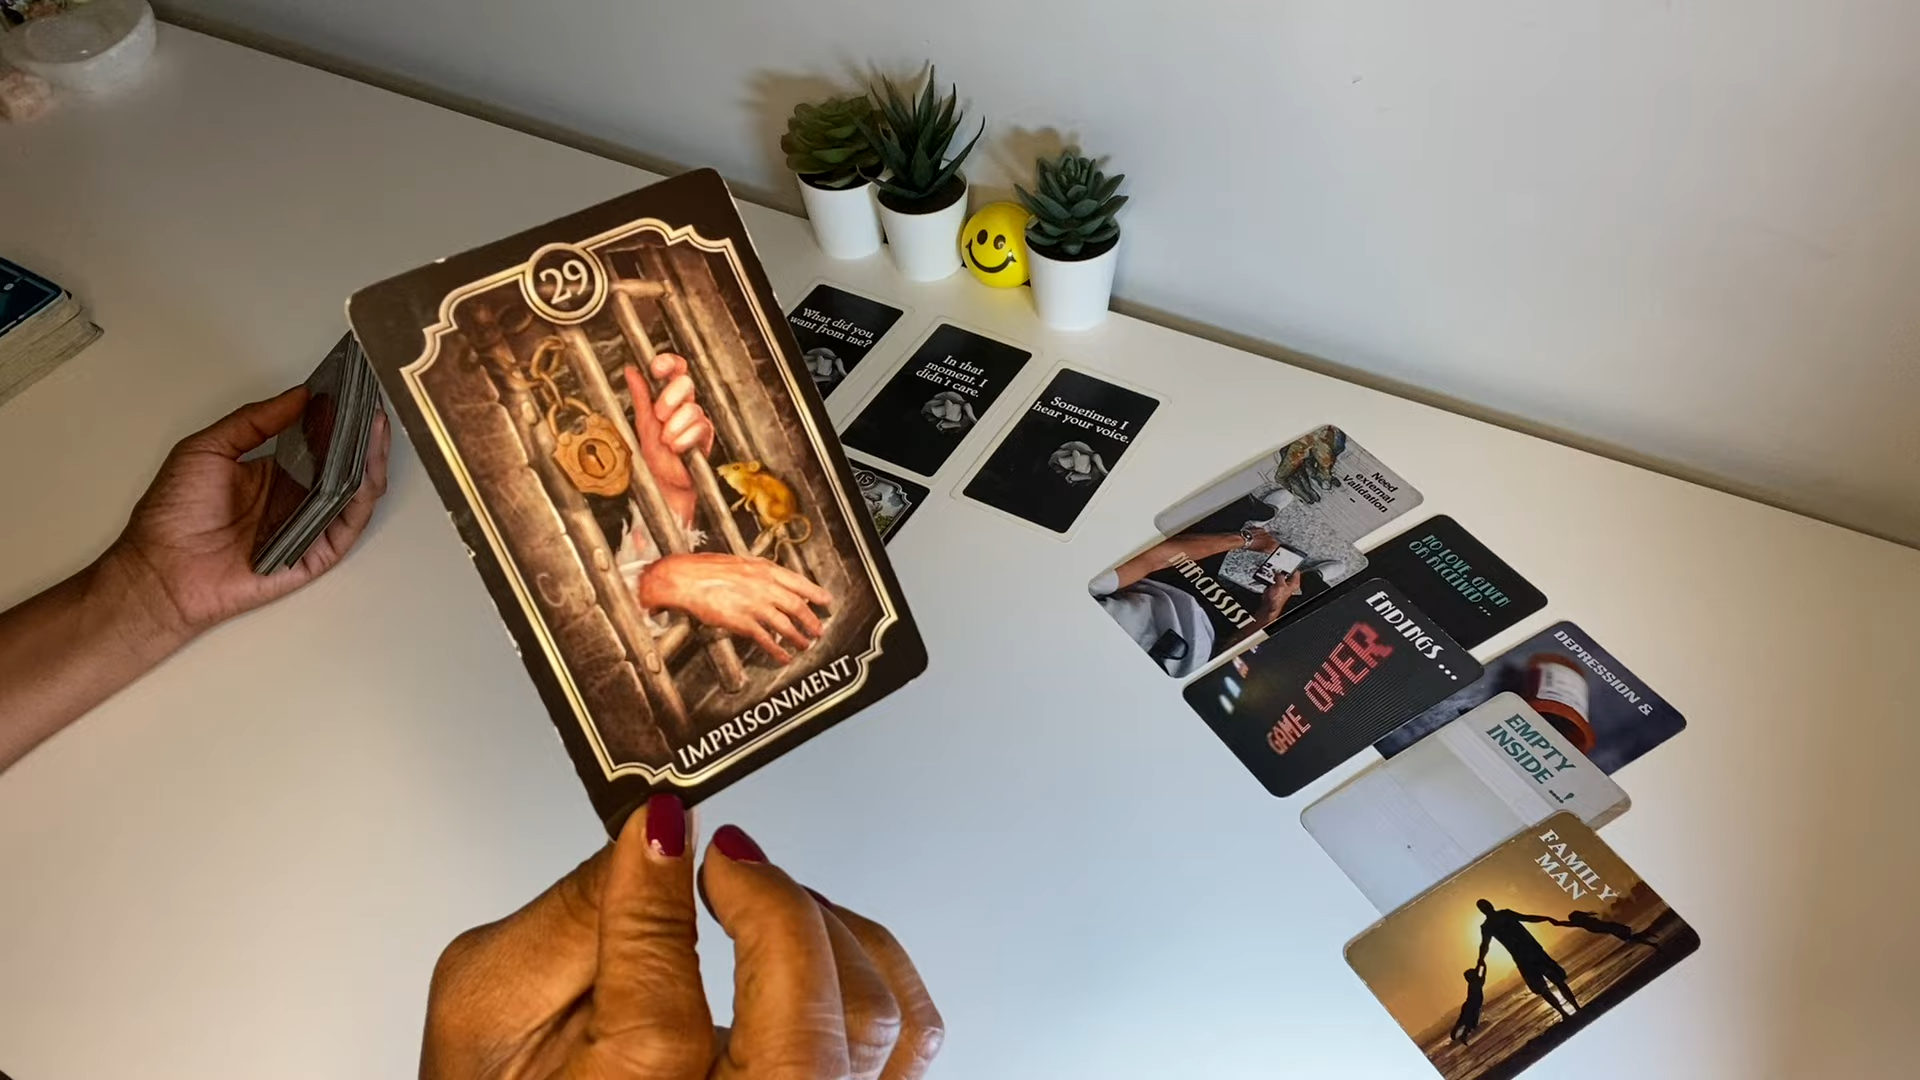 29
IMPRISONMENT
What did you
want from me?
In that
moment, I
didn't care.
Sometimes I
hear your voice.
Need
external
Validation
NARCISSIST
NO LOVE GIVEN
OR RECEIVED...
ENDINGS...
GAME OVER
DEPRESSION &
EMPTY
INSIDE...!
FAMILY
MAN